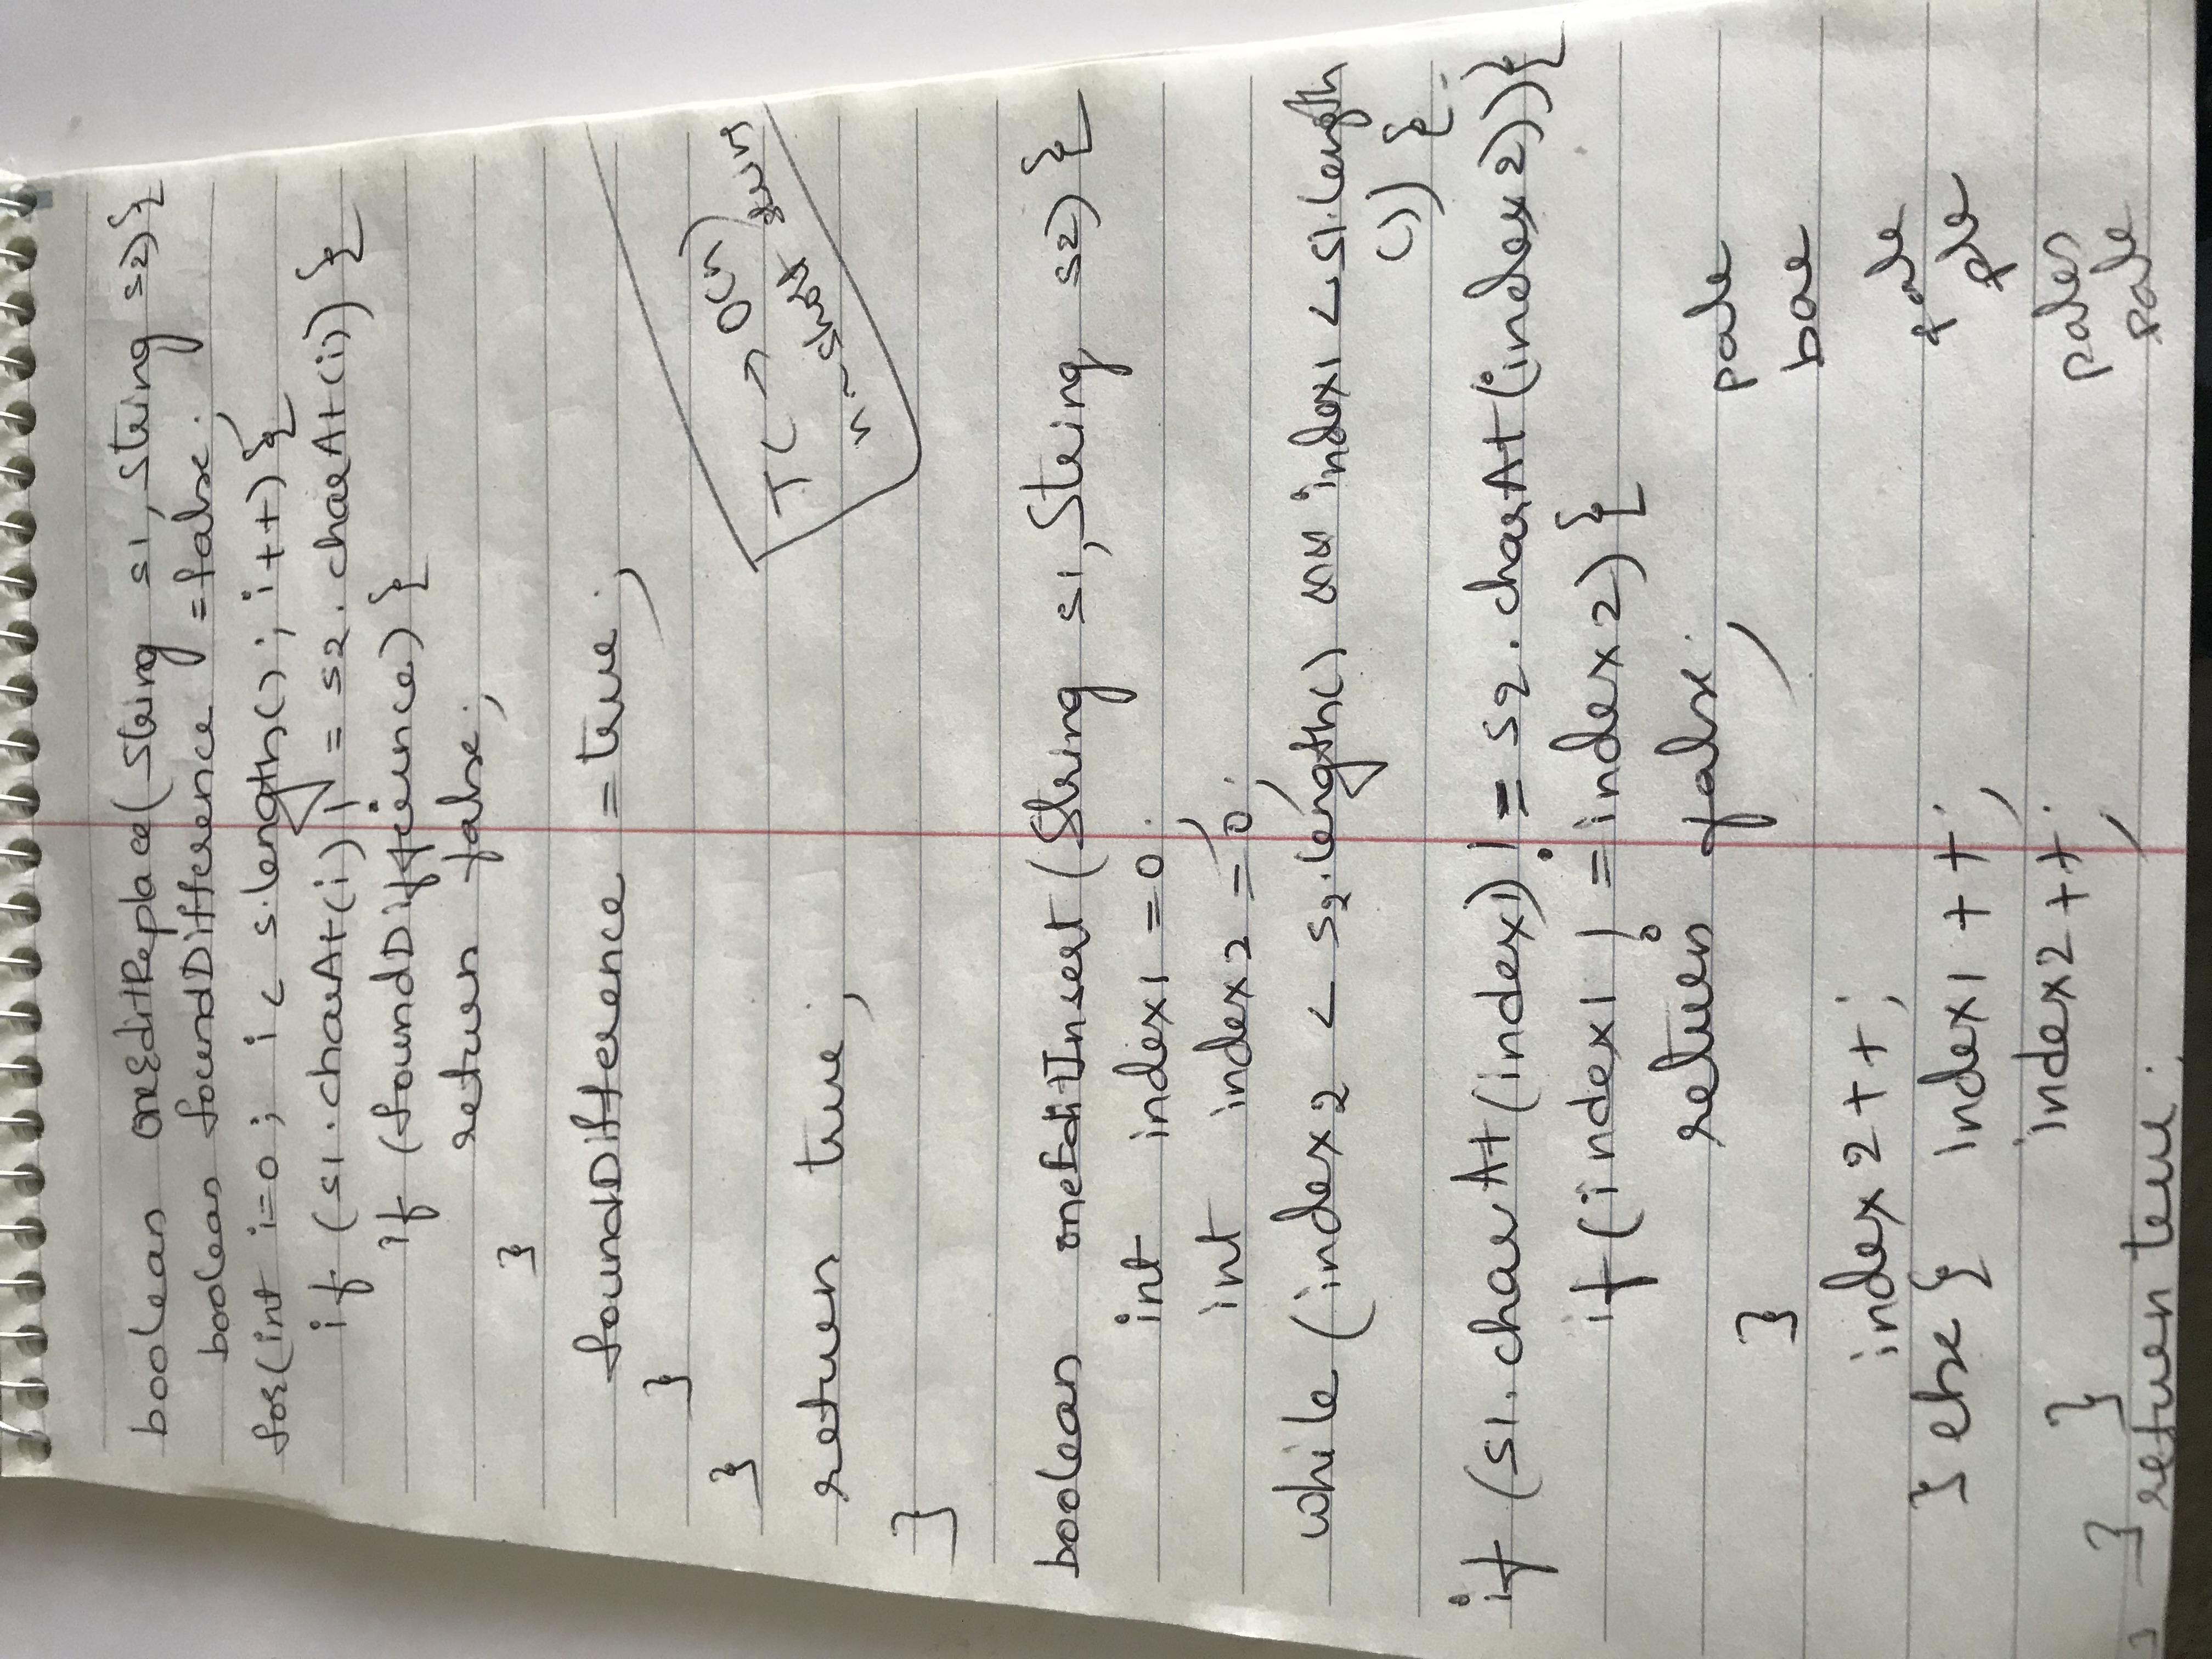 boolean oneEditReplace(String s1, String s2){
boolean foundDifference = false;
for(int i=0; i < s.length(); i++){
if (s1.charAt(i) != s2.charAt(i)) {
if (foundDifference) {
return false;
}
foundDifference = true;
}
}
TC → O(n)
n ~ short string
return true;
}
boolean oneEditInsert (String s1, String s2) {
int index1 = 0;
int index2 = 0;
while (index2 < s2.length() && index1 < s1.length
()) {
if (s1.charAt(index1) != s2.charAt(index2)){
if (index1 != index2) {
return false;
}
index2++;
} else { index1++;
index2++;
}
}
return true;
}
pale
bae
pale
ple
pales
pale